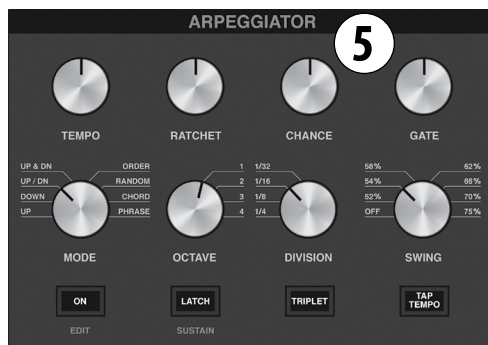 ARPEGGIATOR
5
TEMPO RATCHET CHANCE GATE
UP & DN ORDER 1 1/32 58% 62%
UP / DN RANDOM 2 1/16 54% 66%
DOWN CHORD 3 1/8 52% 70%
UP PHRASE 4 1/4 OFF 75%
MODE OCTAVE DIVISION SWING
ON LATCH TRIPLET TAP
TEMPO
EDIT SUSTAIN